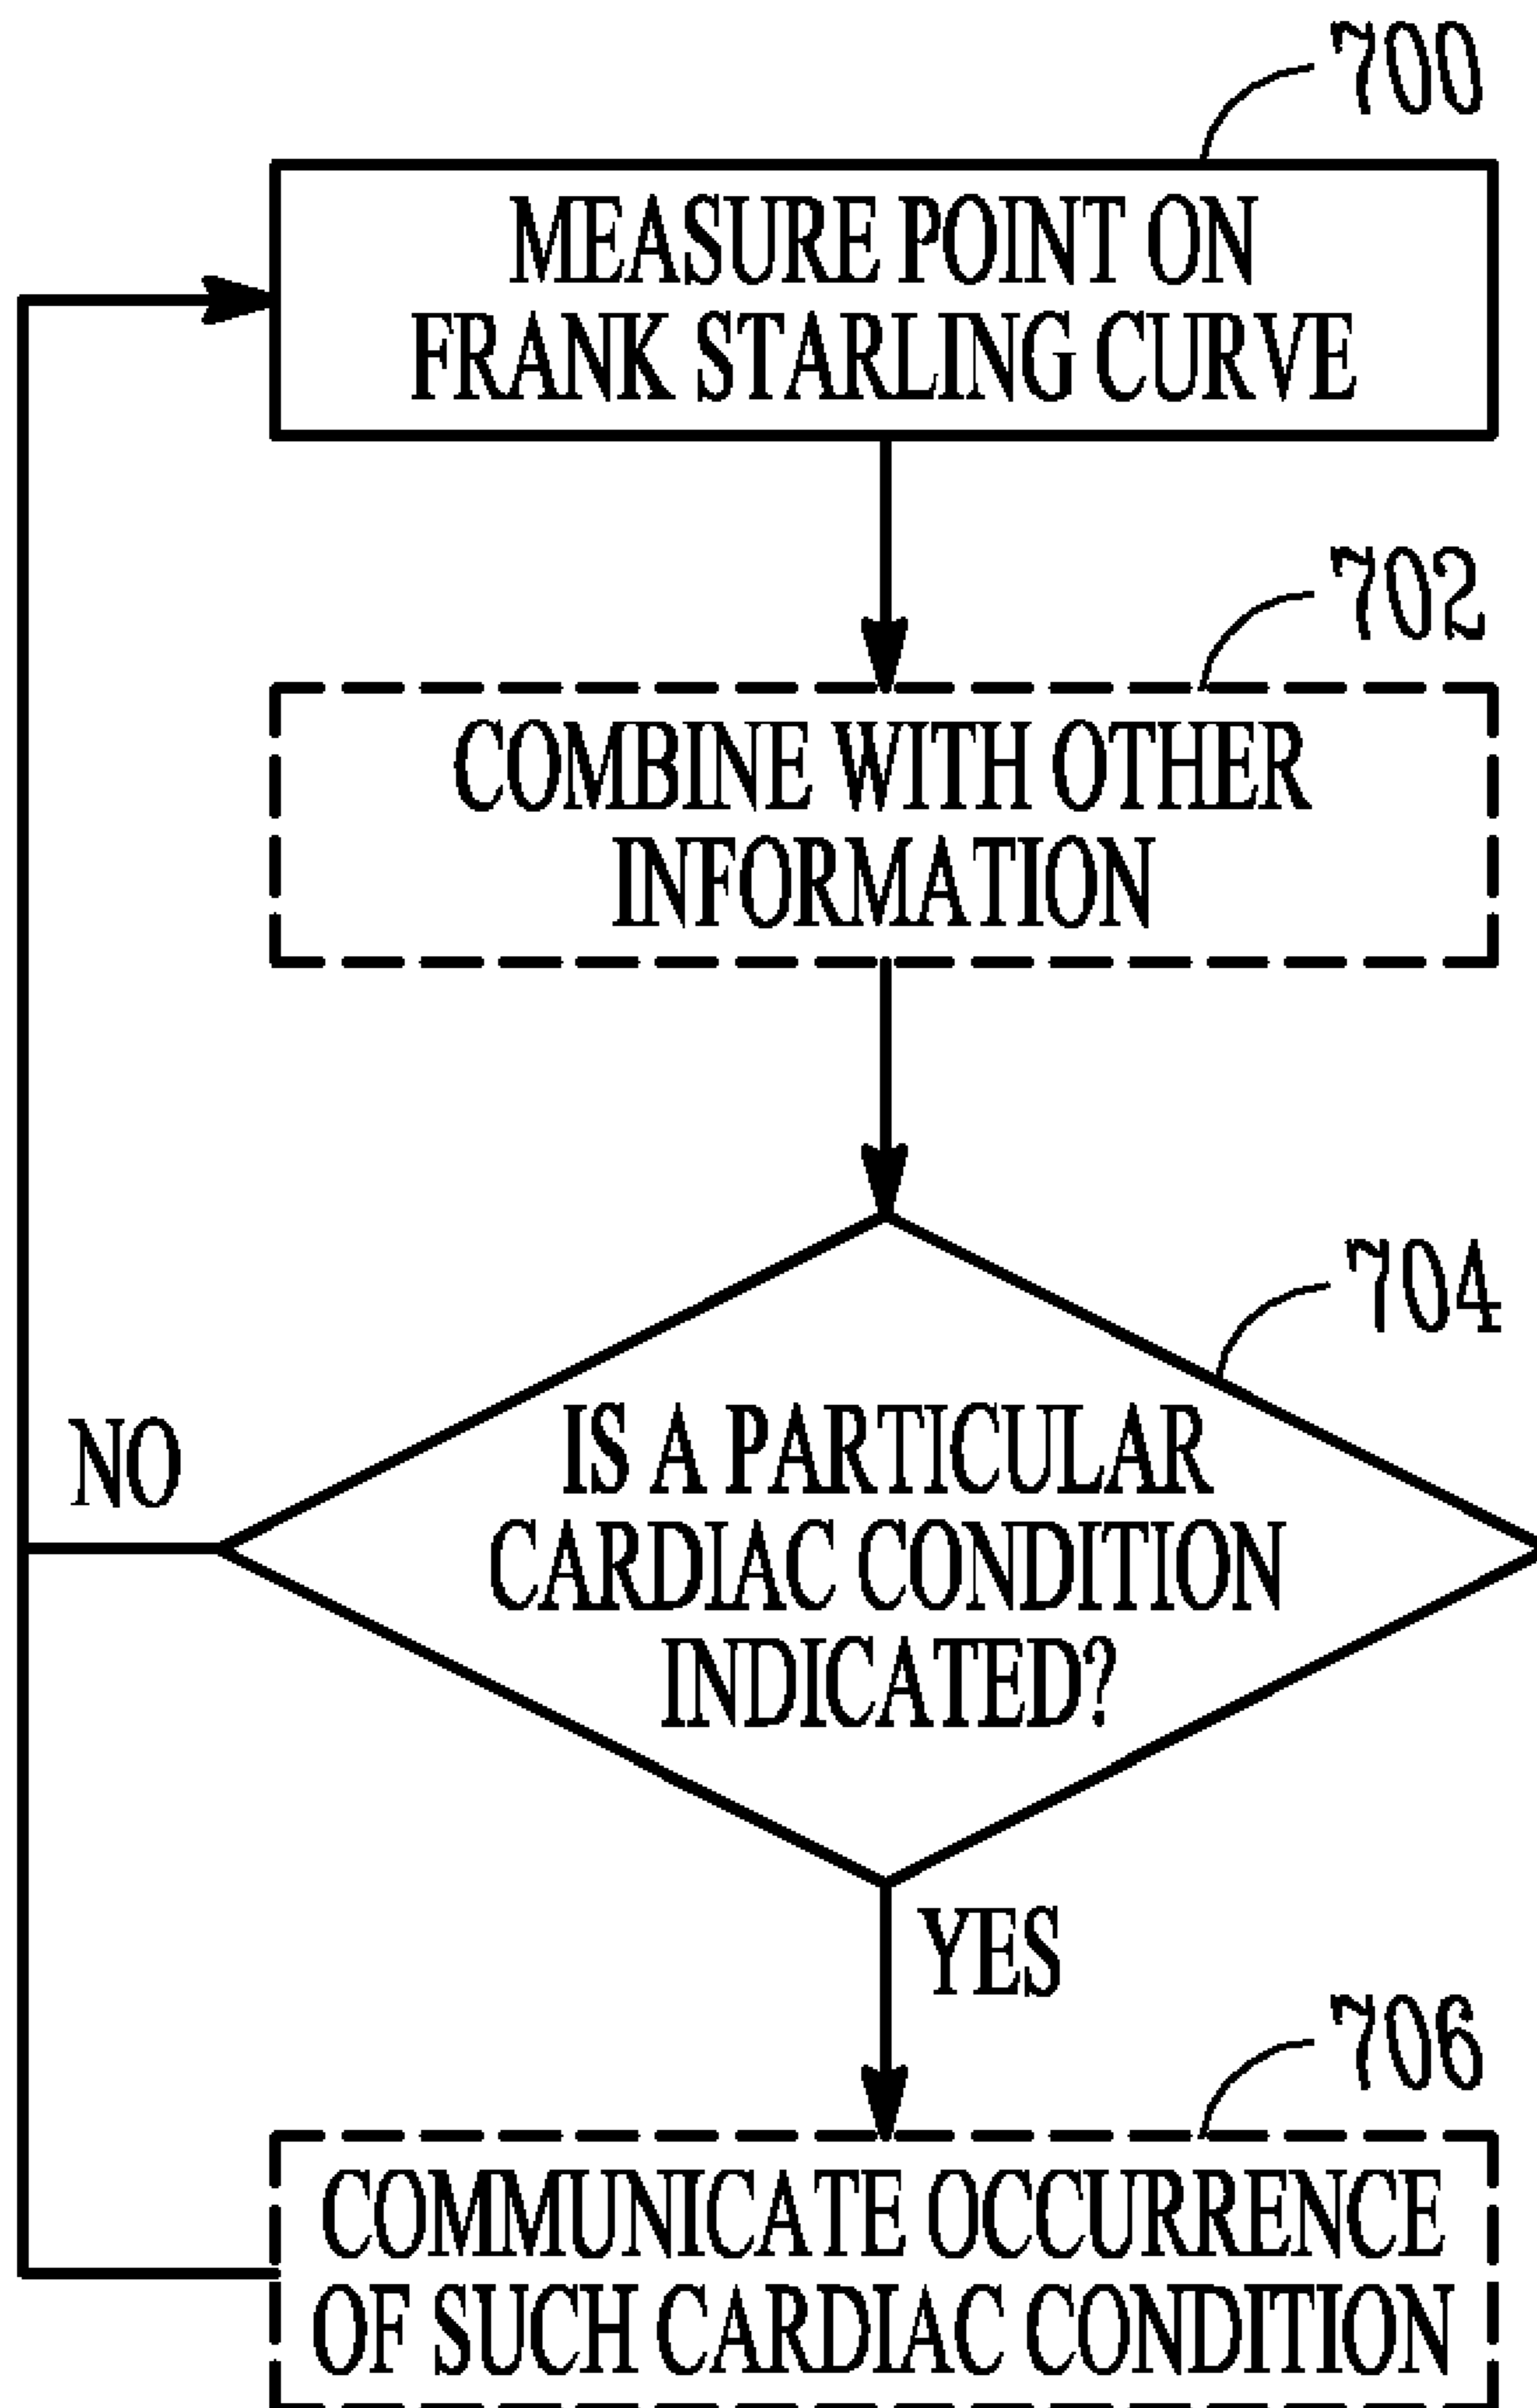 700
MEASURE POINT ON
FRANK STARLING CURVE
702
COMBINE WITH OTHER
INFORMATION
704
IS A PARTICULAR
CARDIAC CONDITION
INDICATED?
NO
YES
706
COMMUNICATE OCCURRENCE
OF SUCH CARDIAC CONDITION